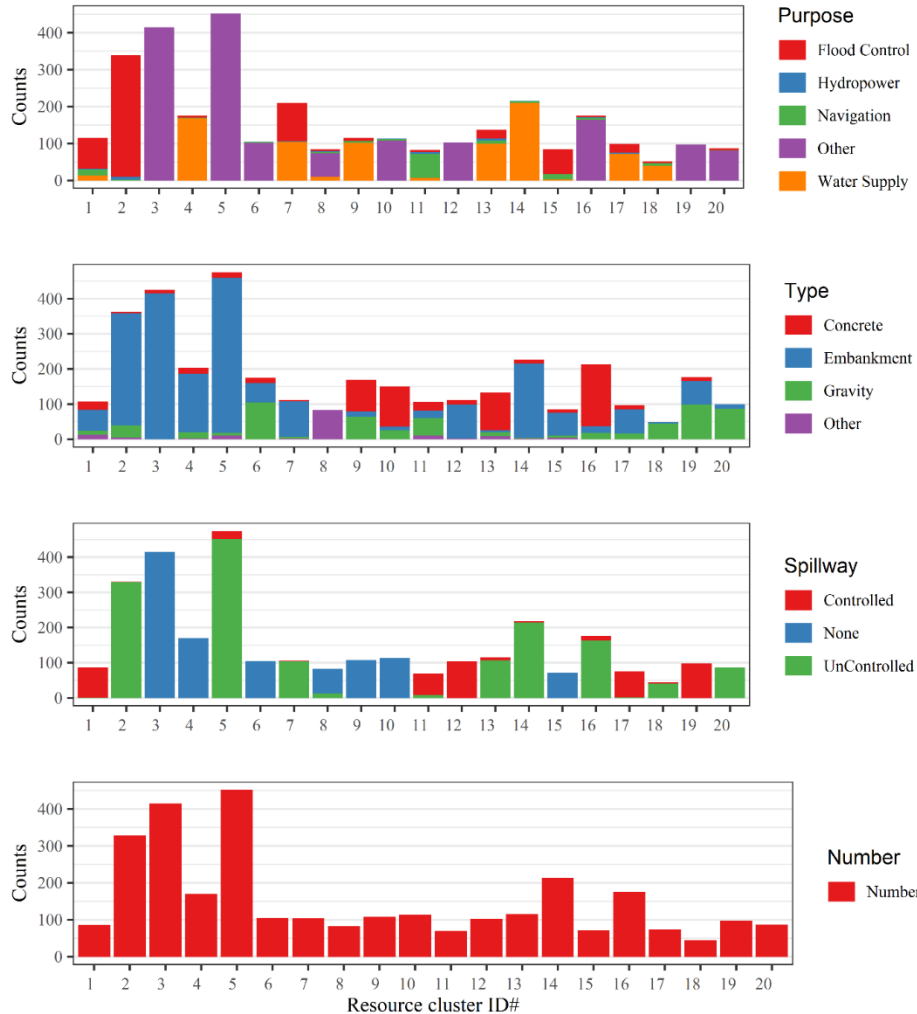 Purpose
Flood Control
Hydropower
Navigation
Other
Water Supply
Counts
400
300
200
100
0
1 2 3 4 5 6 7 8 9 10 11 12 13 14 15 16 17 18 19 20
Type
Concrete
Embankment
Gravity
Other
Counts
400
300
200
100
0
1 2 3 4 5 6 7 8 9 10 11 12 13 14 15 16 17 18 19 20
Spillway
Controlled
None
UnControlled
Counts
400
300
200
100
0
1 2 3 4 5 6 7 8 9 10 11 12 13 14 15 16 17 18 19 20
Number
Number
Counts
400
300
200
100
0
1 2 3 4 5 6 7 8 9 10 11 12 13 14 15 16 17 18 19 20
Resource cluster ID#